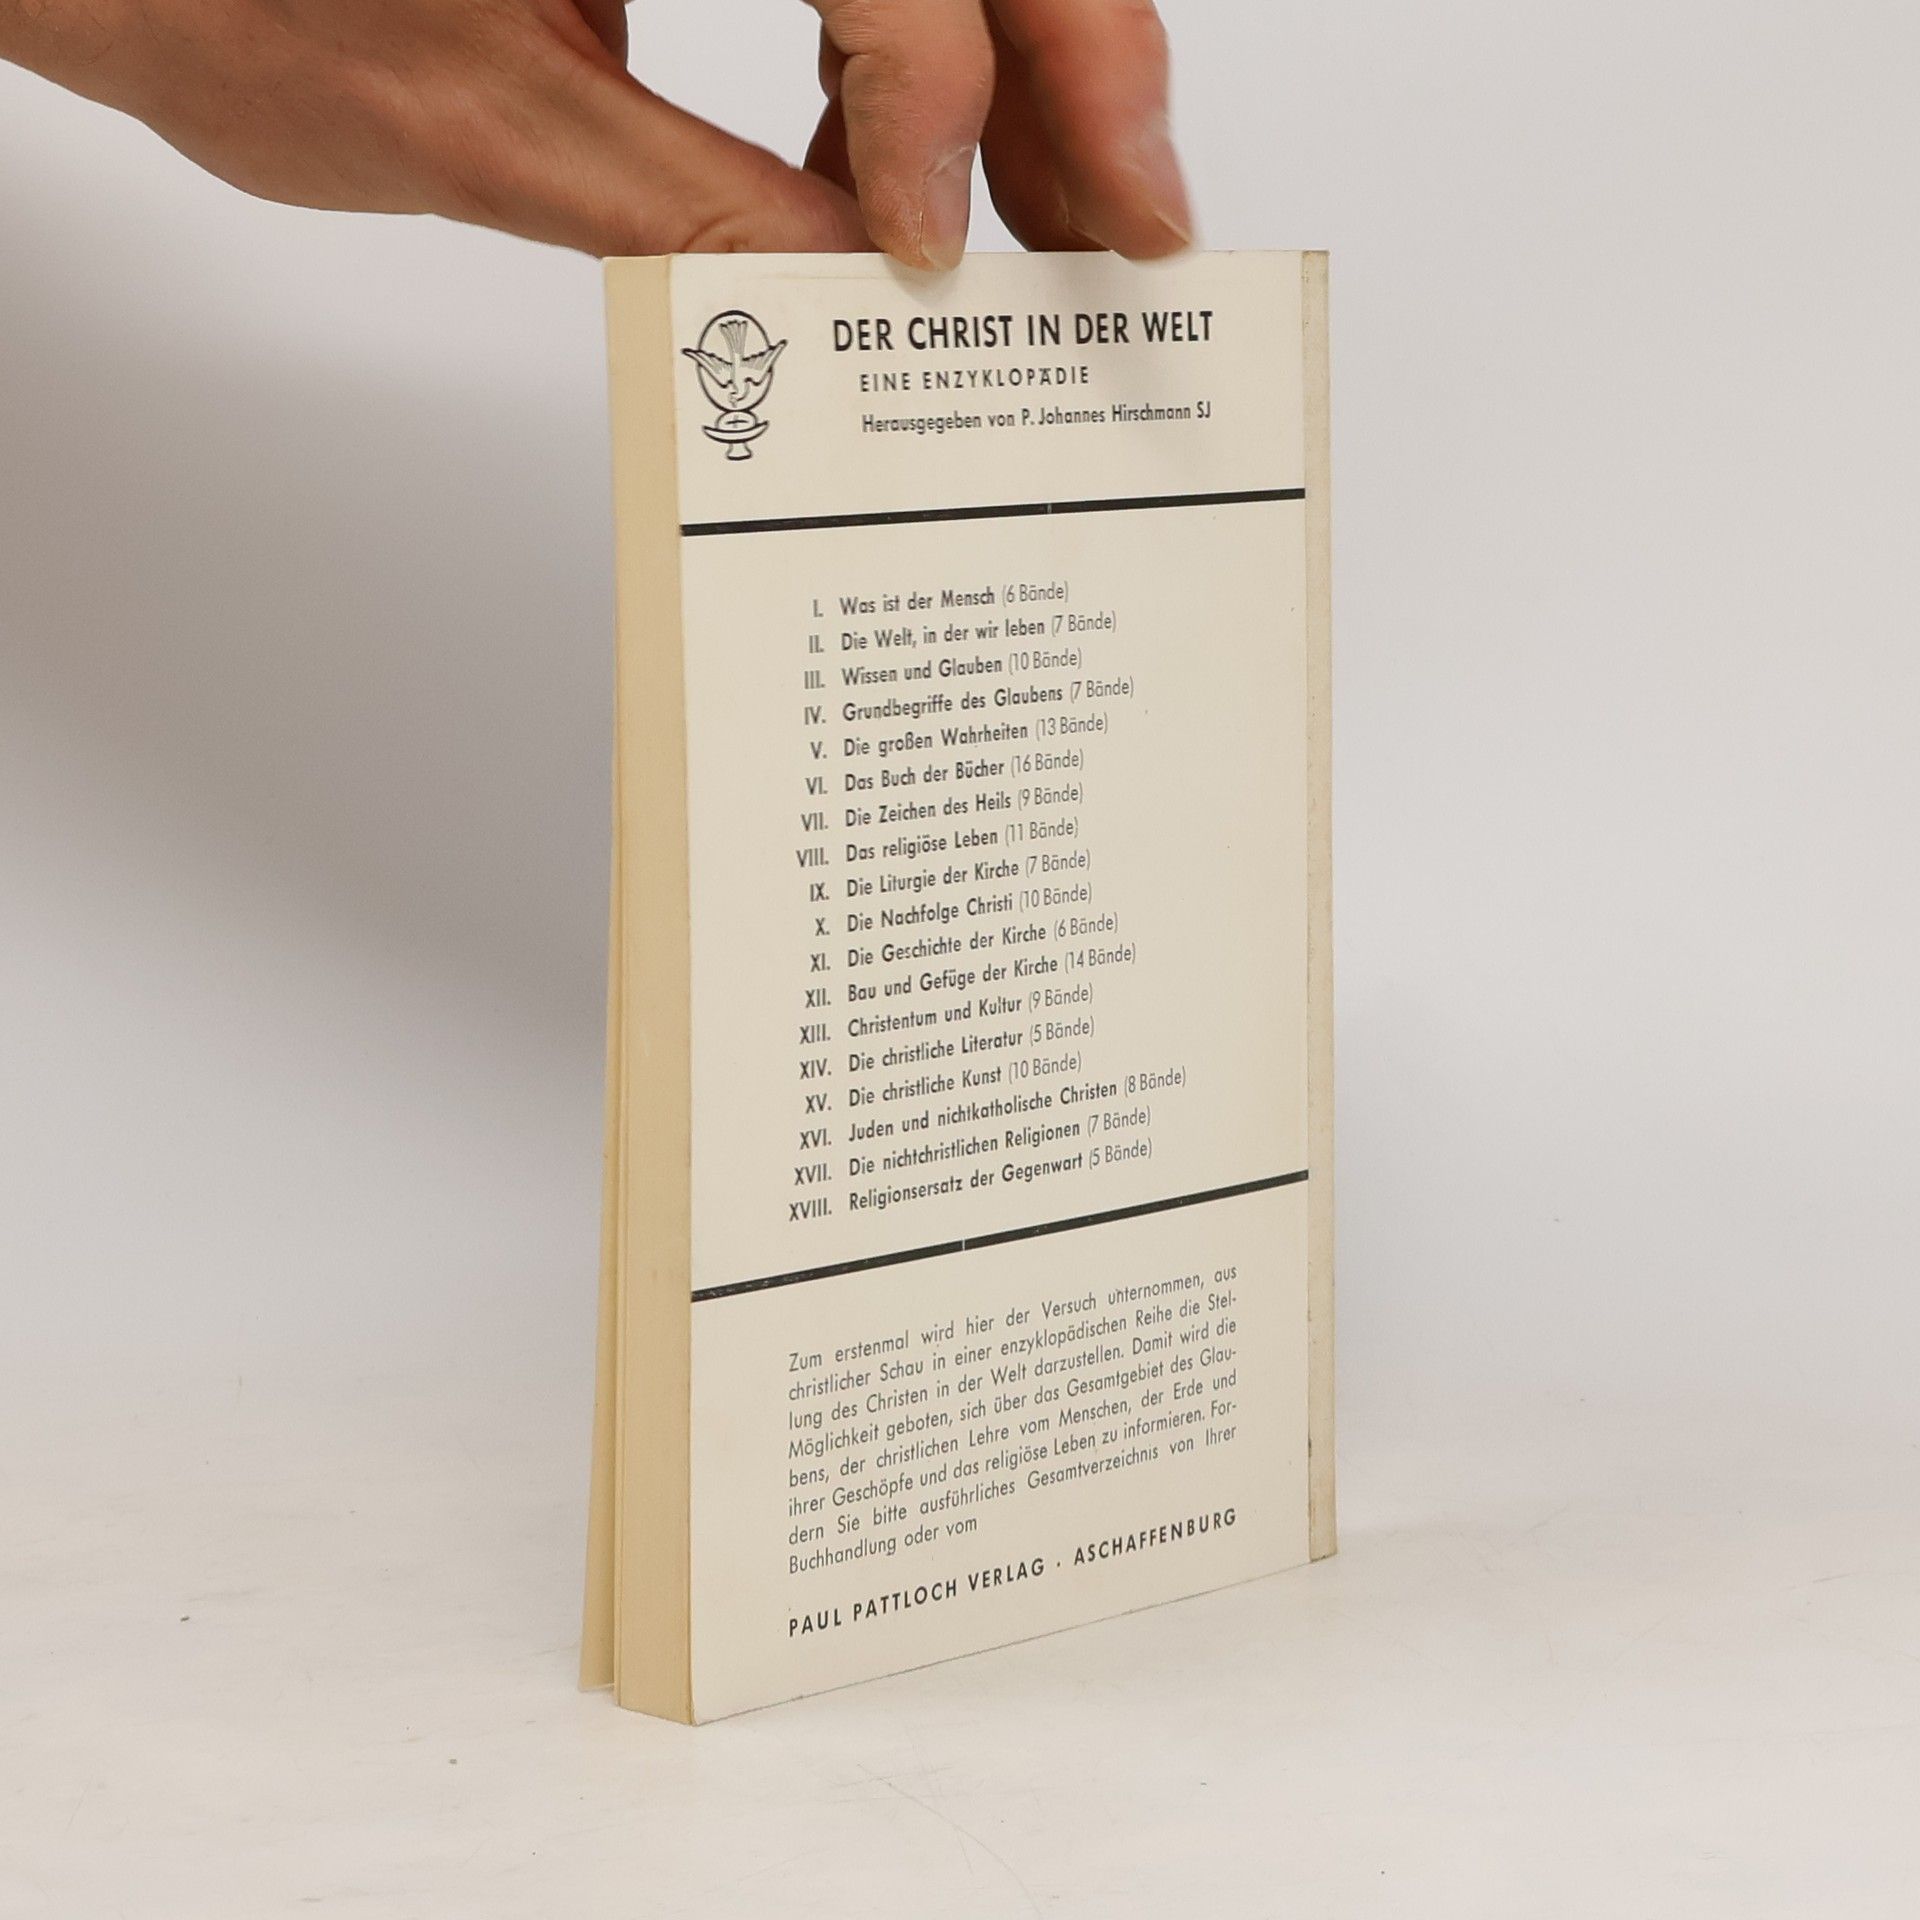 DER CHRIST IN DER WELT
EINE ENZYKLOPÄDIE
Herausgegeben von P. Johannes Hirschmann SJ
I. Was ist der Mensch (6 Bände)
II. Die Welt, in der wir leben (7 Bände)
III. Wissen und Glauben (10 Bände)
IV. Grundbegriffe des Glaubens (7 Bände)
V. Die großen Wahrheiten (13 Bände)
VI. Das Buch der Bücher (16 Bände)
VII. Die Zeichen des Heils (9 Bände)
VIII. Das religiöse Leben (11 Bände)
IX. Die Liturgie der Kirche (7 Bände)
X. Die Nachfolge Christi (10 Bände)
XI. Die Geschichte der Kirche (6 Bände)
XII. Bau und Gefüge der Kirche (14 Bände)
XIII. Christentum und Kultur (9 Bände)
XIV. Die christliche Literatur (5 Bände)
XV. Die christliche Kunst (10 Bände)
XVI. Juden und nichtkatholische Christen (8 Bände)
XVII. Die nichtchristlichen Religionen (7 Bände)
XVIII. Religionsersatz der Gegenwart (5 Bände)
Zum erstenmal wird hier der Versuch unternommen, aus
christlicher Schau in einer enzyklopädischen Reihe die Stel-
lung des Christen in der Welt darzustellen. Damit wird die
Möglichkeit geboten, sich über das Gesamtgebiet des Glau-
bens, der christlichen Lehre vom Menschen, der Erde und
ihrer Geschöpfe und das religiöse Leben zu informieren. For-
dern Sie bitte ausführliches Gesamtverzeichnis von Ihrer
Buchhandlung oder vom
PAUL PATTLOCH VERLAG · ASCHAFFENBURG